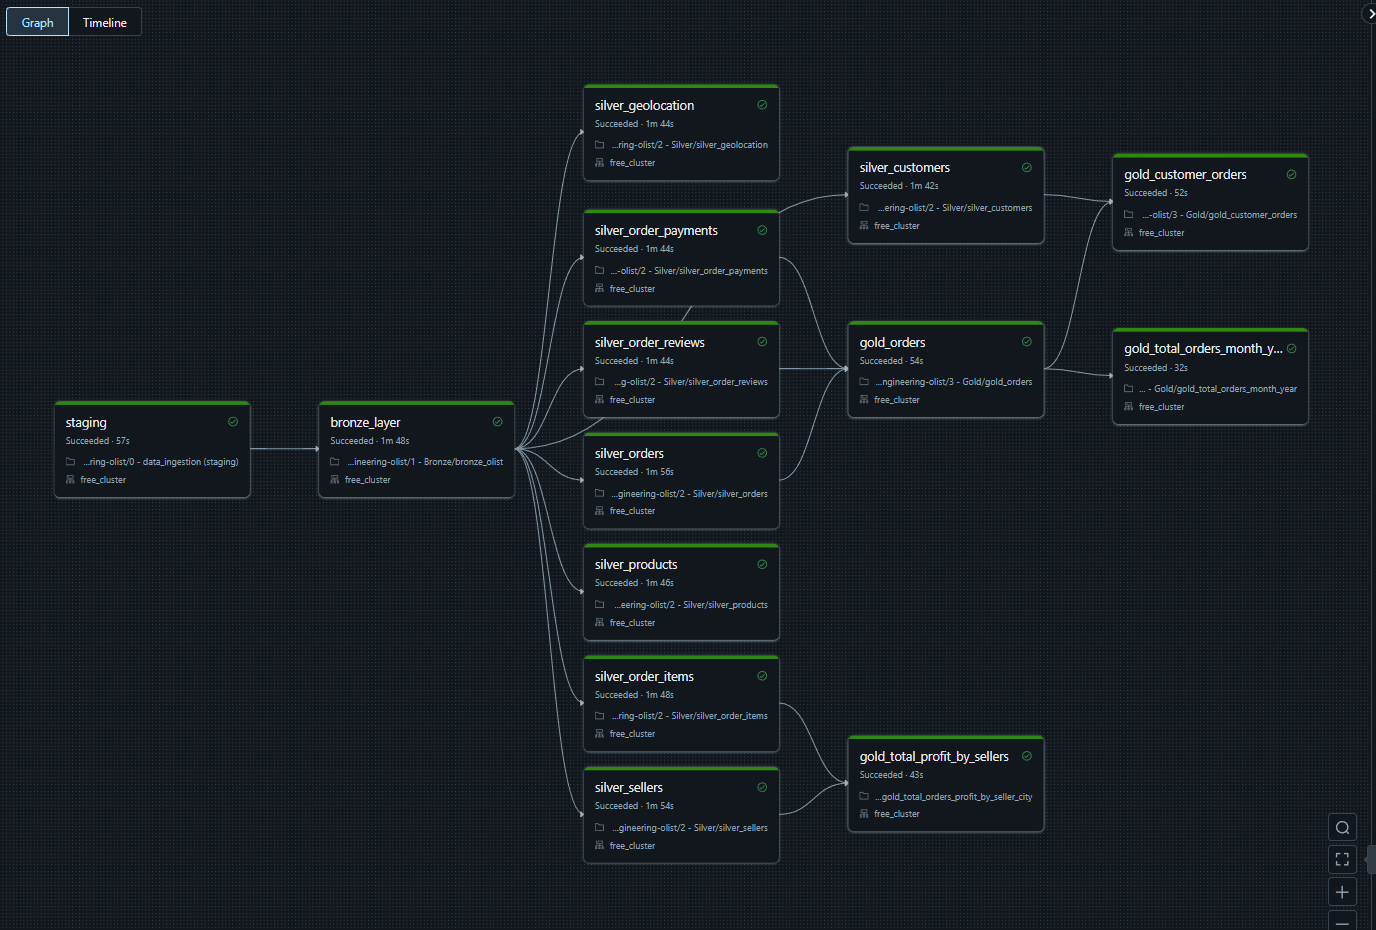 Graph
Timeline
silver_geolocation
Succeeded · 1m 44s
...ring-olist/2 - Silver/silver_geolocation
free_cluster
silver_customers
Succeeded · 1m 42s
...ering-olist/2 - Silver/silver_customers
free_cluster
gold_customer_orders
Succeeded · 52s
...-olist/3 - Gold/gold_customer_orders
free_cluster
silver_order_payments
Succeeded · 1m 44s
...-olist/2 - Silver/silver_order_payments
free_cluster
silver_order_reviews
Succeeded · 1m 44s
...g-olist/2 - Silver/silver_order_reviews
free_cluster
gold_orders
Succeeded · 54s
...ngineering-olist/3 - Gold/gold_orders
free_cluster
gold_total_orders_month_y...
Succeeded · 32s
... - Gold/gold_total_orders_month_year
free_cluster
staging
Succeeded · 57s
...ring-olist/0 - data_ingestion (staging)
free_cluster
bronze_layer
Succeeded · 1m 48s
...ineering-olist/1 - Bronze/bronze_olist
free_cluster
silver_orders
Succeeded · 1m 56s
...gineering-olist/2 - Silver/silver_orders
free_cluster
silver_products
Succeeded · 1m 46s
...eering-olist/2 - Silver/silver_products
free_cluster
silver_order_items
Succeeded · 1m 48s
...ring-olist/2 - Silver/silver_order_items
free_cluster
silver_sellers
Succeeded · 1m 54s
...gineering-olist/2 - Silver/silver_sellers
free_cluster
gold_total_profit_by_sellers
Succeeded · 43s
...gold_total_orders_profit_by_seller_city
free_cluster